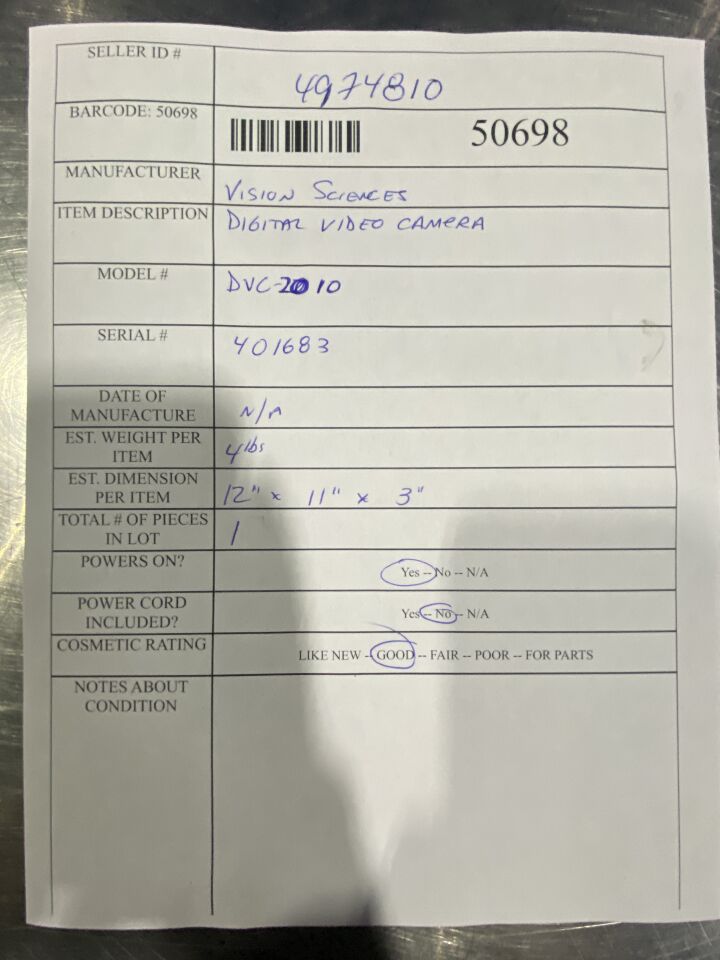 SELLER ID # 4974810
BARCODE: 50698 50698
MANUFACTURER VISION SCIENCES
ITEM DESCRIPTION DIGITAL VIDEO CAMERA
MODEL # DVC-2010
SERIAL # 401683
DATE OF
MANUFACTURE N/A
EST. WEIGHT PER
ITEM 4lbs
EST. DIMENSION
PER ITEM 12" x 11" x 3"
TOTAL # OF PIECES
IN LOT 1
POWERS ON? Yes -- No -- N/A
POWER CORD
INCLUDED? Yes -- No -- N/A
COSMETIC RATING LIKE NEW -- GOOD -- FAIR -- POOR -- FOR PARTS
NOTES ABOUT
CONDITION